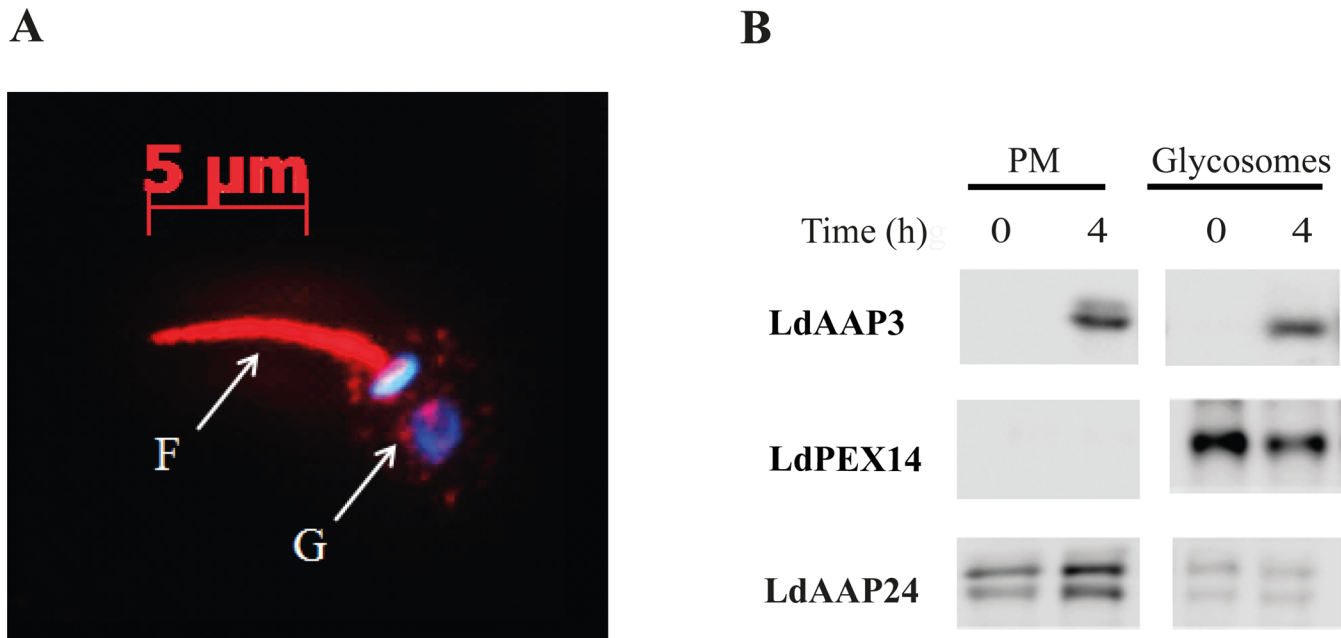 A
5 µm
F
G
B
PM Glycosomes
Time (h) 0 4 0 4
LdAAP3
LdPEX14
LdAAP24